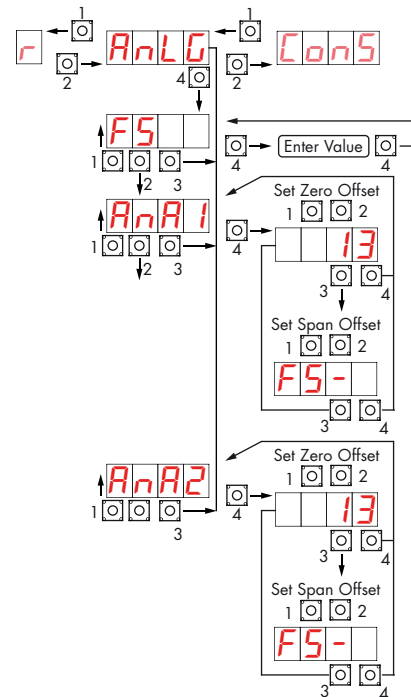 1 1
r AnLG ConS
2 4 2
FS
1 2 3 4 Enter Value 4
AnA1
1 2 3 4
Set Zero Offset
1 2
13
3 4
Set Span Offset
1 2
FS-
3 4
AnA2
1 3 4
Set Zero Offset
1 2
13
3 4
Set Span Offset
1 2
FS-
3 4